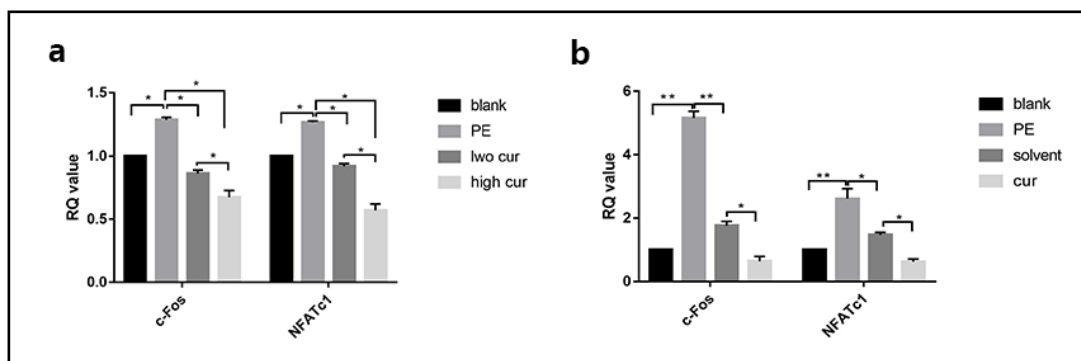 a
RQ value
1.5
1.0
0.5
0.0
* * *
*
* * *
*
c-Fos
NFATc1
blank
PE
lwo cur
high cur
b
RQ value
6
4
2
0
** **
*
** *
*
c-Fos
NFATc1
blank
PE
solvent
cur